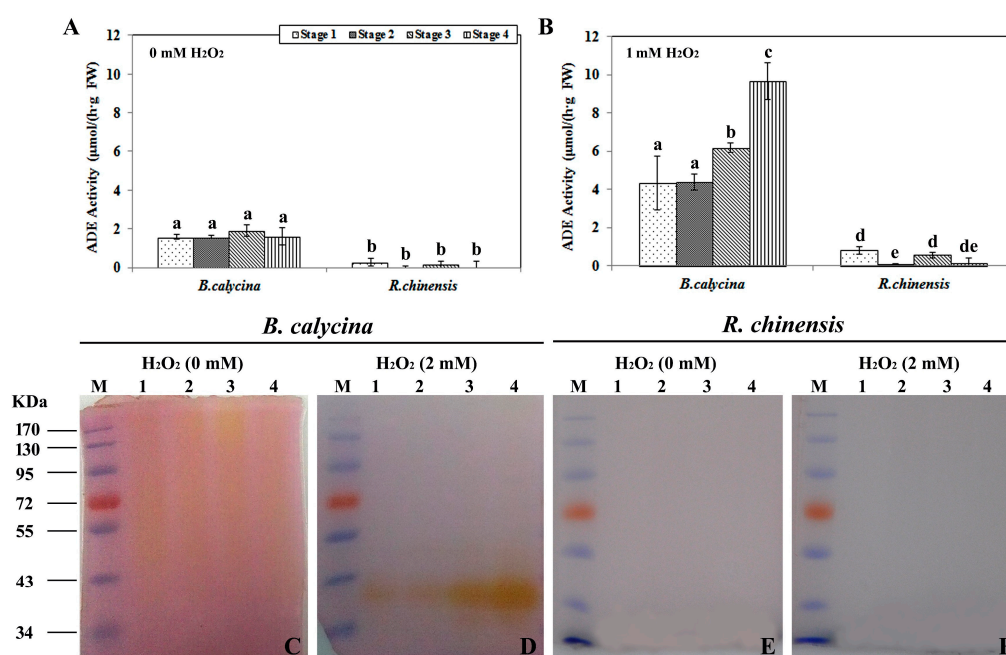 A
Stage 1 Stage 2 Stage 3 Stage 4
0 mM H₂O₂
ADE Activity (μmol/(h·g FW)
12
10
8
6
4
2
0
a a a a
b b b b
B.calycina R.chinensis
B
1 mM H₂O₂
ADE Activity (μmol/(h·g FW)
12
10
8
6
4
2
0
a a b c
d e d de
B.calycina R.chinensis
B. calycina R. chinensis
H₂O₂ (0 mM) H₂O₂ (2 mM) H₂O₂ (0 mM) H₂O₂ (2 mM)
M 1 2 3 4 M 1 2 3 4 M 1 2 3 4 M 1 2 3 4
KDa
170
130
95
72
55
43
34
C D E